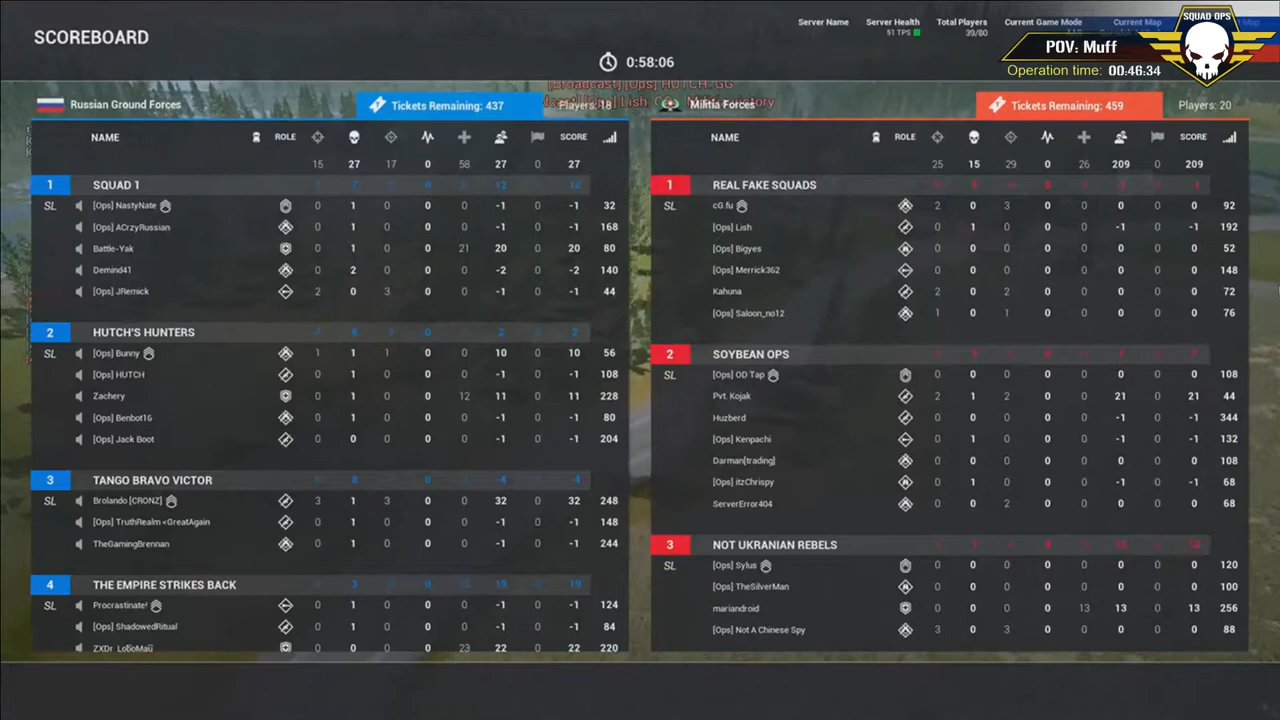 SCOREBOARD
Server Name Server Health Total Players Current Game Mode Current Map
51 TPS 39/80
SQUAD OPS
POV: Muff
Operation time: 00:46:34
0:58:06
[Broadcast] [Ops] HUTCH: GG
Russian Ground Forces Tickets Remaining: 437 Players: 18
Militia Forces Tickets Remaining: 459 Players: 20
NAME ROLE SCORE
15 27 17 0 58 27 0 27
1 SQUAD 1
SL [Ops] NastyNate 0 1 0 0 0 -1 0 -1 32
[Ops] ACrzyRussian 0 1 0 0 0 -1 0 -1 168
Battle-Yak 0 1 0 0 21 20 0 20 80
Demind41 0 2 0 0 0 -2 0 -2 140
[Ops] JRemick 2 0 3 0 0 -1 0 -1 44
2 HUTCH'S HUNTERS
SL [Ops] Bunny 1 1 1 0 0 10 0 10 56
[Ops] HUTCH 0 1 0 0 0 -1 0 -1 108
Zachery 0 1 0 0 12 11 0 11 228
[Ops] Benbot16 0 1 0 0 0 -1 0 -1 80
[Ops] Jack Boot 0 0 0 0 0 -1 0 -1 204
3 TANGO BRAVO VICTOR
SL Brolando [CRONZ] 3 1 3 0 0 32 0 32 248
[Ops] TruthRealm <GreatAgain 0 1 0 0 0 -1 0 -1 148
TheGamingBrennan 0 1 0 0 0 -1 0 -1 244
4 THE EMPIRE STRIKES BACK
SL Procrastinate! 0 1 0 0 0 -1 0 -1 124
[Ops] ShadowedRitual 0 1 0 0 0 -1 0 -1 84
ZXDr_LoboMau 0 0 0 0 23 22 0 22 220
NAME ROLE SCORE
25 15 29 0 26 209 0 209
1 REAL FAKE SQUADS
SL cG.fu 2 0 3 0 0 0 0 0 92
[Ops] Lish 0 1 0 0 0 -1 0 -1 192
[Ops] Bigyes 0 0 0 0 0 0 0 0 52
[Ops] Merrick362 0 0 0 0 0 0 0 0 148
Kahuna 2 0 2 0 0 0 0 0 72
[Ops] Saloon_no12 1 0 1 0 0 0 0 0 76
2 SOYBEAN OPS
SL [Ops] OD Tap 0 0 0 0 0 0 0 0 108
Pvt. Kojak 2 1 2 0 0 21 0 21 44
Huzberd 0 0 0 0 0 -1 0 -1 344
[Ops] Kenpachi 0 1 0 0 0 -1 0 -1 132
Darman[trading] 0 0 0 0 0 0 0 0 108
[Ops] itzChrispy 0 1 0 0 0 -1 0 -1 68
ServerError404 0 0 2 0 0 0 0 0 68
3 NOT UKRANIAN REBELS
SL [Ops] Sylus 0 0 0 0 0 0 0 0 120
[Ops] TheSilverMan 0 0 0 0 0 0 0 0 100
mariandroid 0 0 0 0 13 13 0 13 256
[Ops] Not A Chinese Spy 3 0 3 0 0 0 0 0 88